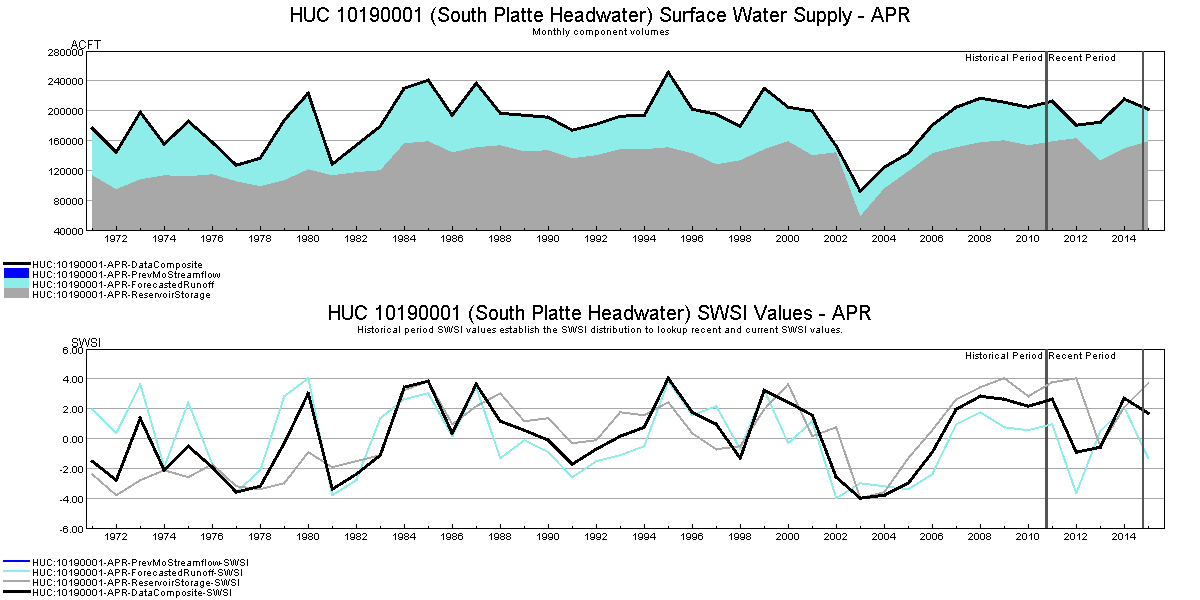 HUC 10190001 (South Platte Headwater) Surface Water Supply - APR
Monthly component volumes
ACFT
280000
Historical Period
Recent Period
240000
200000
160000
120000
80000
40000
1972 1974 1976 1978 1980 1982 1984 1986 1988 1990 1992 1994 1996 1998 2000 2002 2004 2006 2008 2010 2012 2014
HUC:10190001-APR-DataComposite
HUC:10190001-APR-PrevMoStreamflow
HUC:10190001-APR-ForecastedRunoff
HUC:10190001-APR-ReservoirStorage
HUC 10190001 (South Platte Headwater) SWSI Values - APR
Historical period SWSI values establish the SWSI distribution to lookup recent and current SWSI values.
SWSI
6.00
Historical Period
Recent Period
4.00
2.00
0.00
-2.00
-4.00
-6.00
1972 1974 1976 1978 1980 1982 1984 1986 1988 1990 1992 1994 1996 1998 2000 2002 2004 2006 2008 2010 2012 2014
HUC:10190001-APR-PrevMoStreamflow-SWSI
HUC:10190001-APR-ForecastedRunoff-SWSI
HUC:10190001-APR-ReservoirStorage-SWSI
HUC:10190001-APR-DataComposite-SWSI